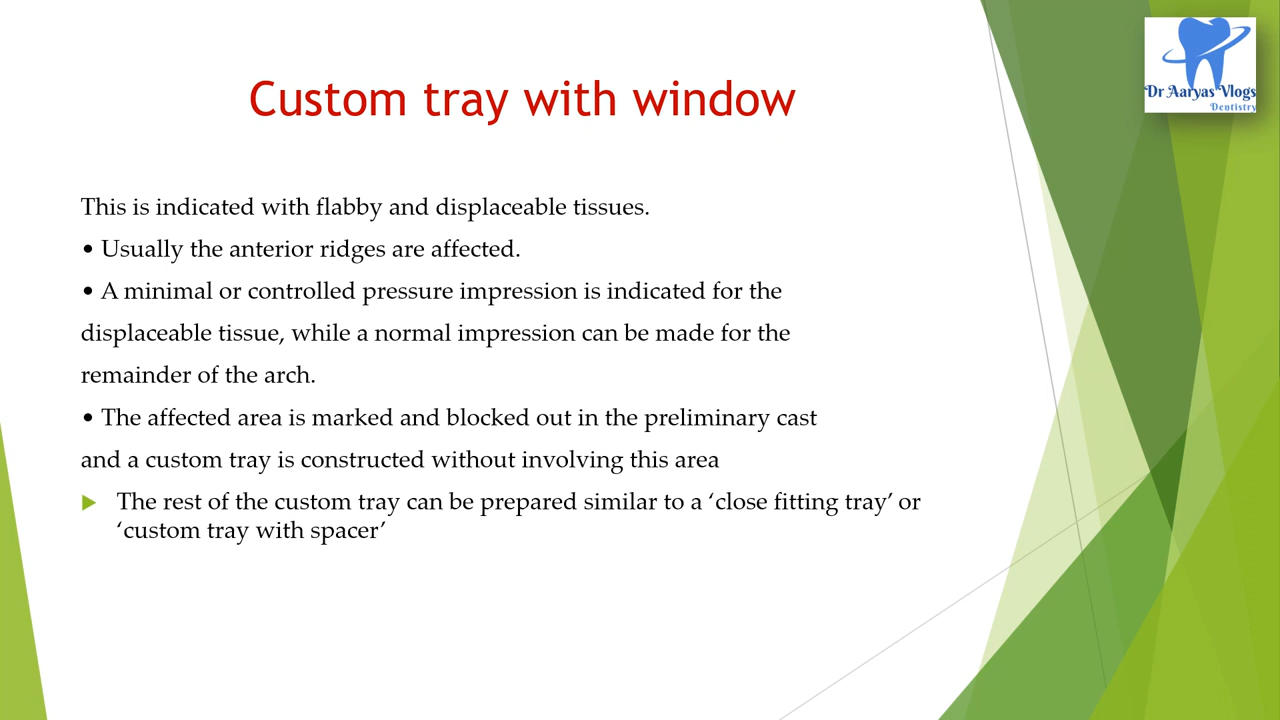 Dr Aaryas Vlogs
Dentistry
Custom tray with window
This is indicated with flabby and displaceable tissues.
• Usually the anterior ridges are affected.
• A minimal or controlled pressure impression is indicated for the
displaceable tissue, while a normal impression can be made for the
remainder of the arch.
• The affected area is marked and blocked out in the preliminary cast
and a custom tray is constructed without involving this area
The rest of the custom tray can be prepared similar to a ‘close fitting tray’ or
‘custom tray with spacer’